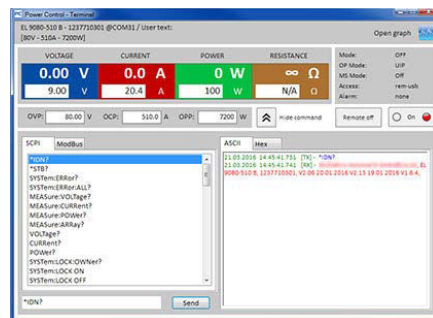 Power Control - Terminal
EL 9080-510 B - 1237710301 @COM31 / User text:
[80V - 510A - 7200W]
Open graph
VOLTAGE CURRENT POWER RESISTANCE
0.00 V 0.0 A 0 W ∞ Ω
9.00 V 20.4 A 100 W N/A Ω
Mode: OFF
OP Mode: UIP
MS Mode: Off
Access: rem-usb
Alarm: none
OVP: 80.00 V OCP: 510.0 A OPP: 7200 W Hide command Remote off On
SCPI ModBus
*IDN?
*STB?
SYSTem:ERRor?
SYSTem:ERRor:ALL?
MEASure:VOLTage?
MEASure:CURRent?
MEASure:POWer?
MEASure:ARRay?
VOLTage?
CURRent?
POWer?
SYSTem:LOCK:OWNer?
SYSTem:LOCK ON
SYSTem:LOCK OFF
*IDN? Send
ASCII Hex
21.03.2016 14:45:41.731 [TX] - *IDN?
21.03.2016 14:45:41.741 [RX] - EL
9080-510 B, 1237710301, V2.06 20.01.2016 V2.13 19.01.2016 V1.6.4,